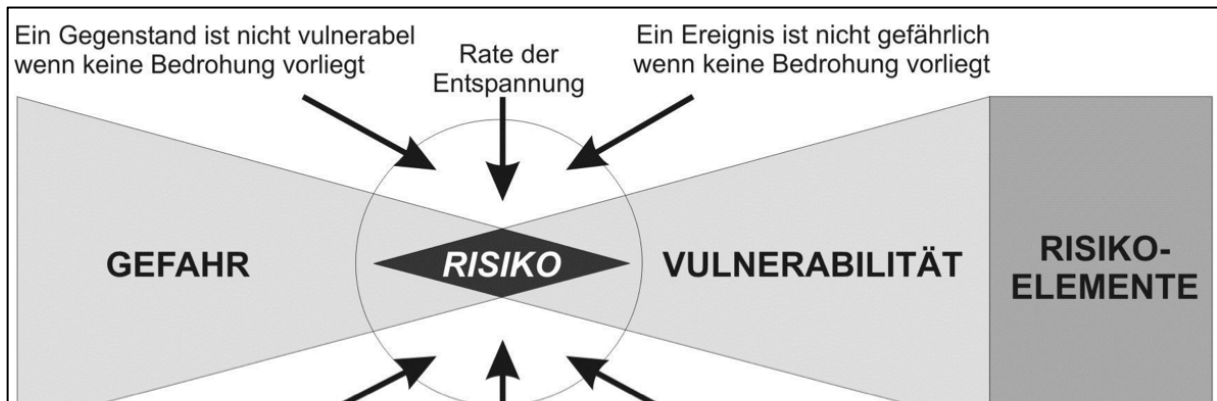 Ein Gegenstand ist nicht vulnerabel
wenn keine Bedrohung vorliegt
Rate der
Entspannung
Ein Ereignis ist nicht gefährlich
wenn keine Bedrohung vorliegt
GEFAHR
RISIKO
VULNERABILITÄT
RISIKO-
ELEMENTE